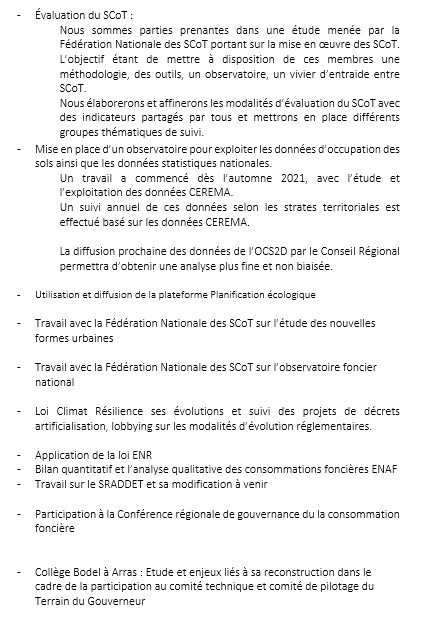 - Évaluation du SCoT :
Nous sommes parties prenantes dans une étude menée par la
Fédération Nationale des SCoT portant sur la mise en œuvre des SCoT.
L'objectif étant de mettre à disposition de ces membres une
méthodologie, des outils, un observatoire, un vivier d'entraide entre
SCoT.
Nous élaborerons et affinerons les modalités d'évaluation du SCoT avec
des indicateurs partagés par tous et mettrons en place différents
groupes thématiques de suivi.
- Mise en place d'un observatoire pour exploiter les données d'occupation des
sols ainsi que les données statistiques nationales.
Un travail a commencé dès l'automne 2021, avec l'étude et
l'exploitation des données CEREMA.
Un suivi annuel de ces données selon les strates territoriales est
effectué basé sur les données CEREMA.
La diffusion prochaine des données de l'OCS2D par le Conseil Régional
permettra d'obtenir une analyse plus fine et non biaisée.
- Utilisation et diffusion de la plateforme Planification écologique
- Travail avec la Fédération Nationale des SCoT sur l'étude des nouvelles
formes urbaines
- Travail avec la Fédération Nationale des SCoT sur l'observatoire foncier
national
- Loi Climat Résilience ses évolutions et suivi des projets de décrets
artificialisation, lobbying sur les modalités d'évolution réglementaires.
- Application de la loi ENR
- Bilan quantitatif et l'analyse qualitative des consommations foncières ENAF
- Travail sur le SRADDET et sa modification à venir
- Participation à la Conférence régionale de gouvernance du la consommation
foncière
- Collège Bodel à Arras : Etude et enjeux liés à sa reconstruction dans le
cadre de la participation au comité technique et comité de pilotage du
Terrain du Gouverneur